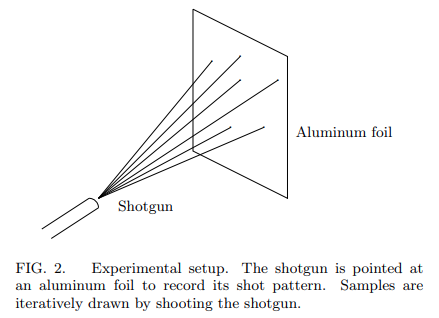 Aluminum foil
Shotgun
FIG. 2. Experimental setup. The shotgun is pointed at
an aluminum foil to record its shot pattern. Samples are
iteratively drawn by shooting the shotgun.